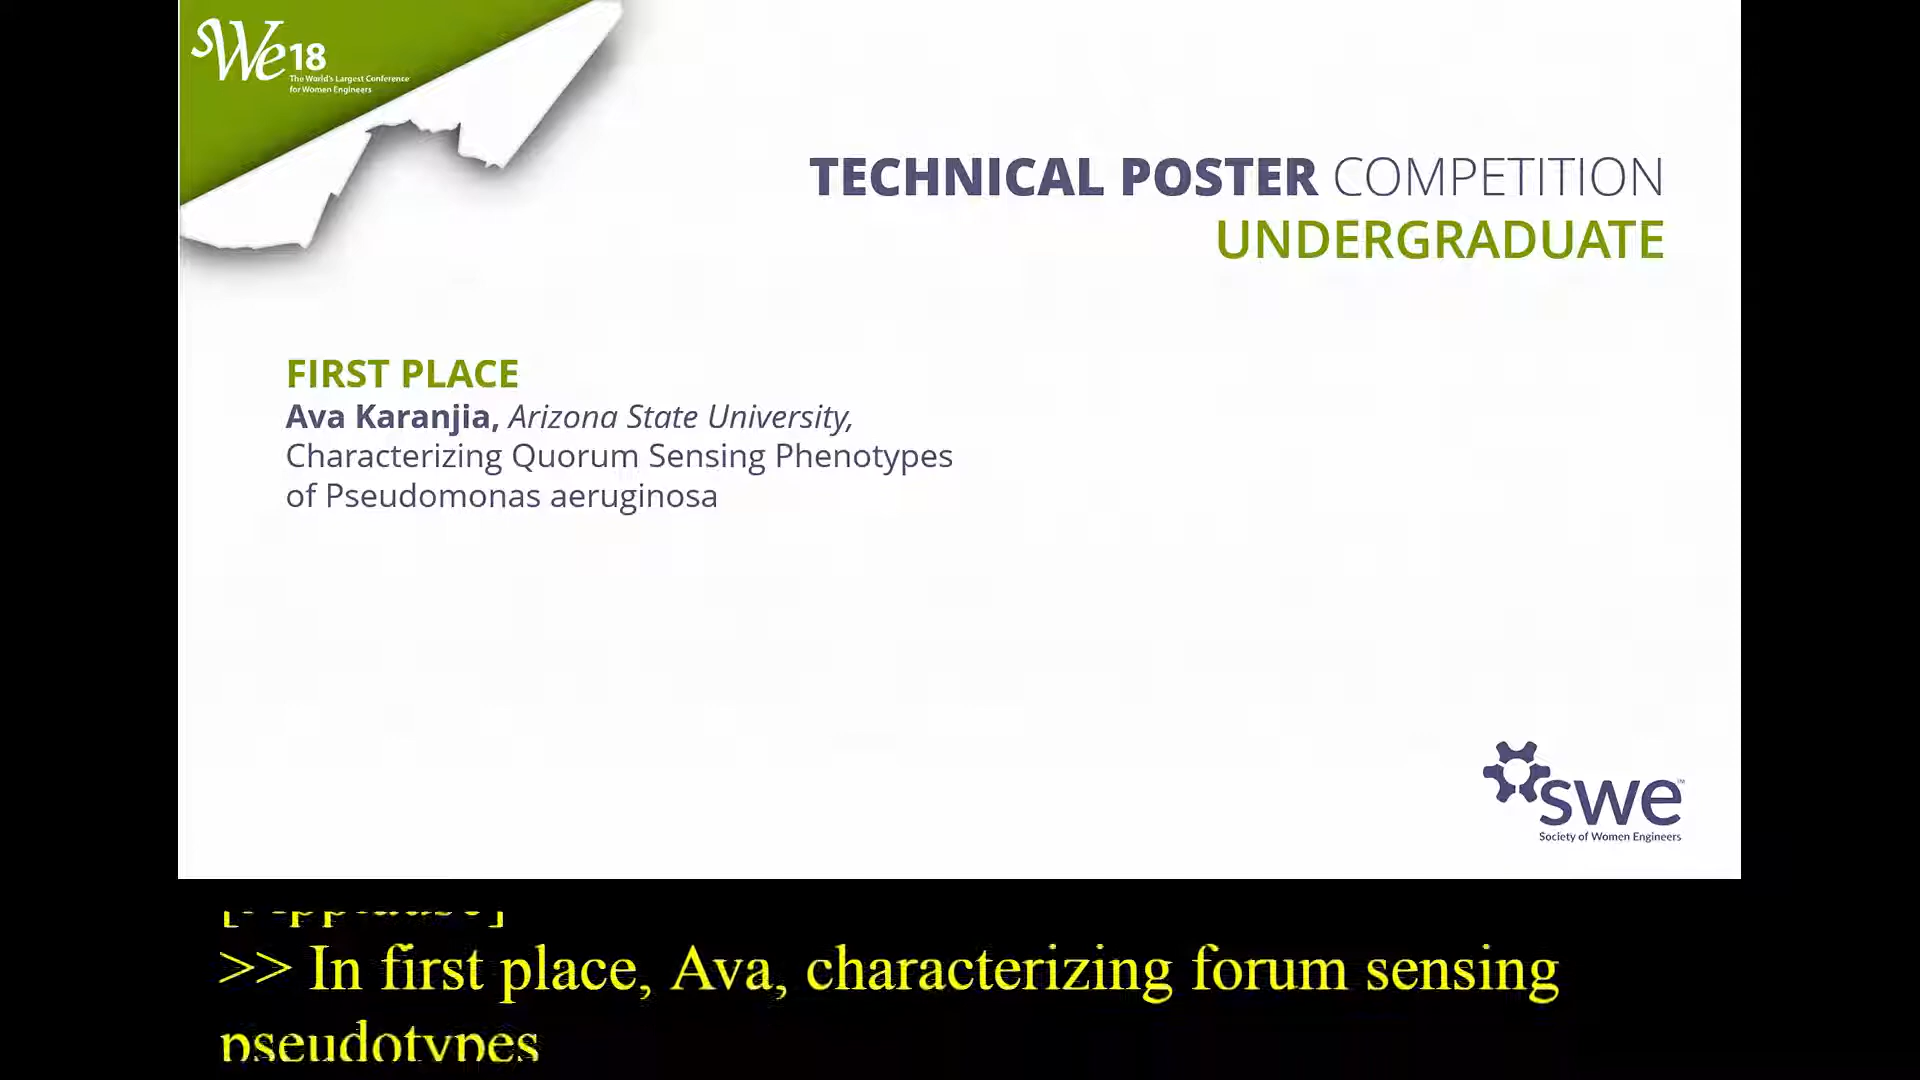 SWe18
The World's Largest Conference
for Women Engineers
TECHNICAL POSTER COMPETITION
UNDERGRADUATE
FIRST PLACE
Ava Karanjia, Arizona State University,
Characterizing Quorum Sensing Phenotypes
of Pseudomonas aeruginosa
swe™
Society of Women Engineers
[Applause]
>> In first place, Ava, characterizing forum sensing
pseudotypes